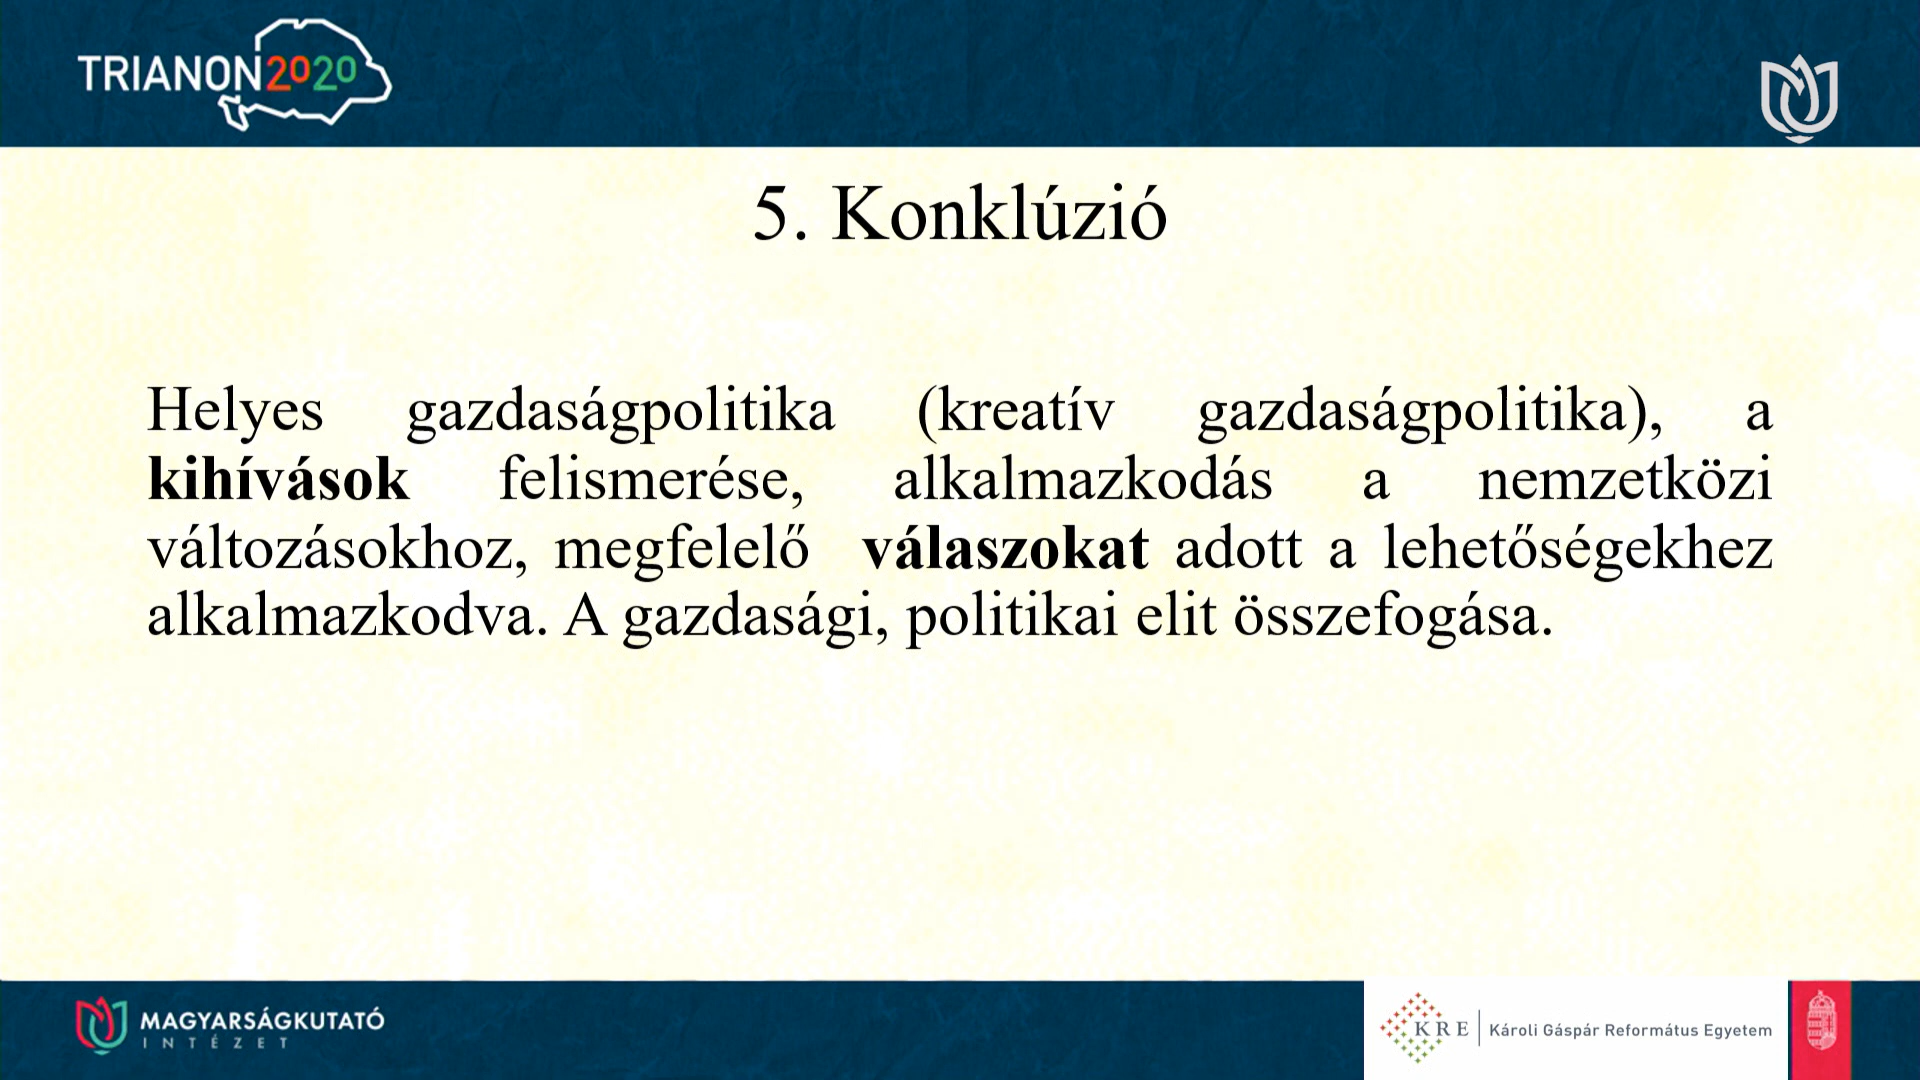 TRIANON2020
5. Konklúzió
Helyes gazdaságpolitika (kreatív gazdaságpolitika), a
kihívások felismerése, alkalmazkodás a nemzetközi
változásokhoz, megfelelő válaszokat adott a lehetőségekhez
alkalmazkodva. A gazdasági, politikai elit összefogása.
MAGYARSÁGKUTATÓ
INTÉZET
KRE | Károli Gáspár Református Egyetem